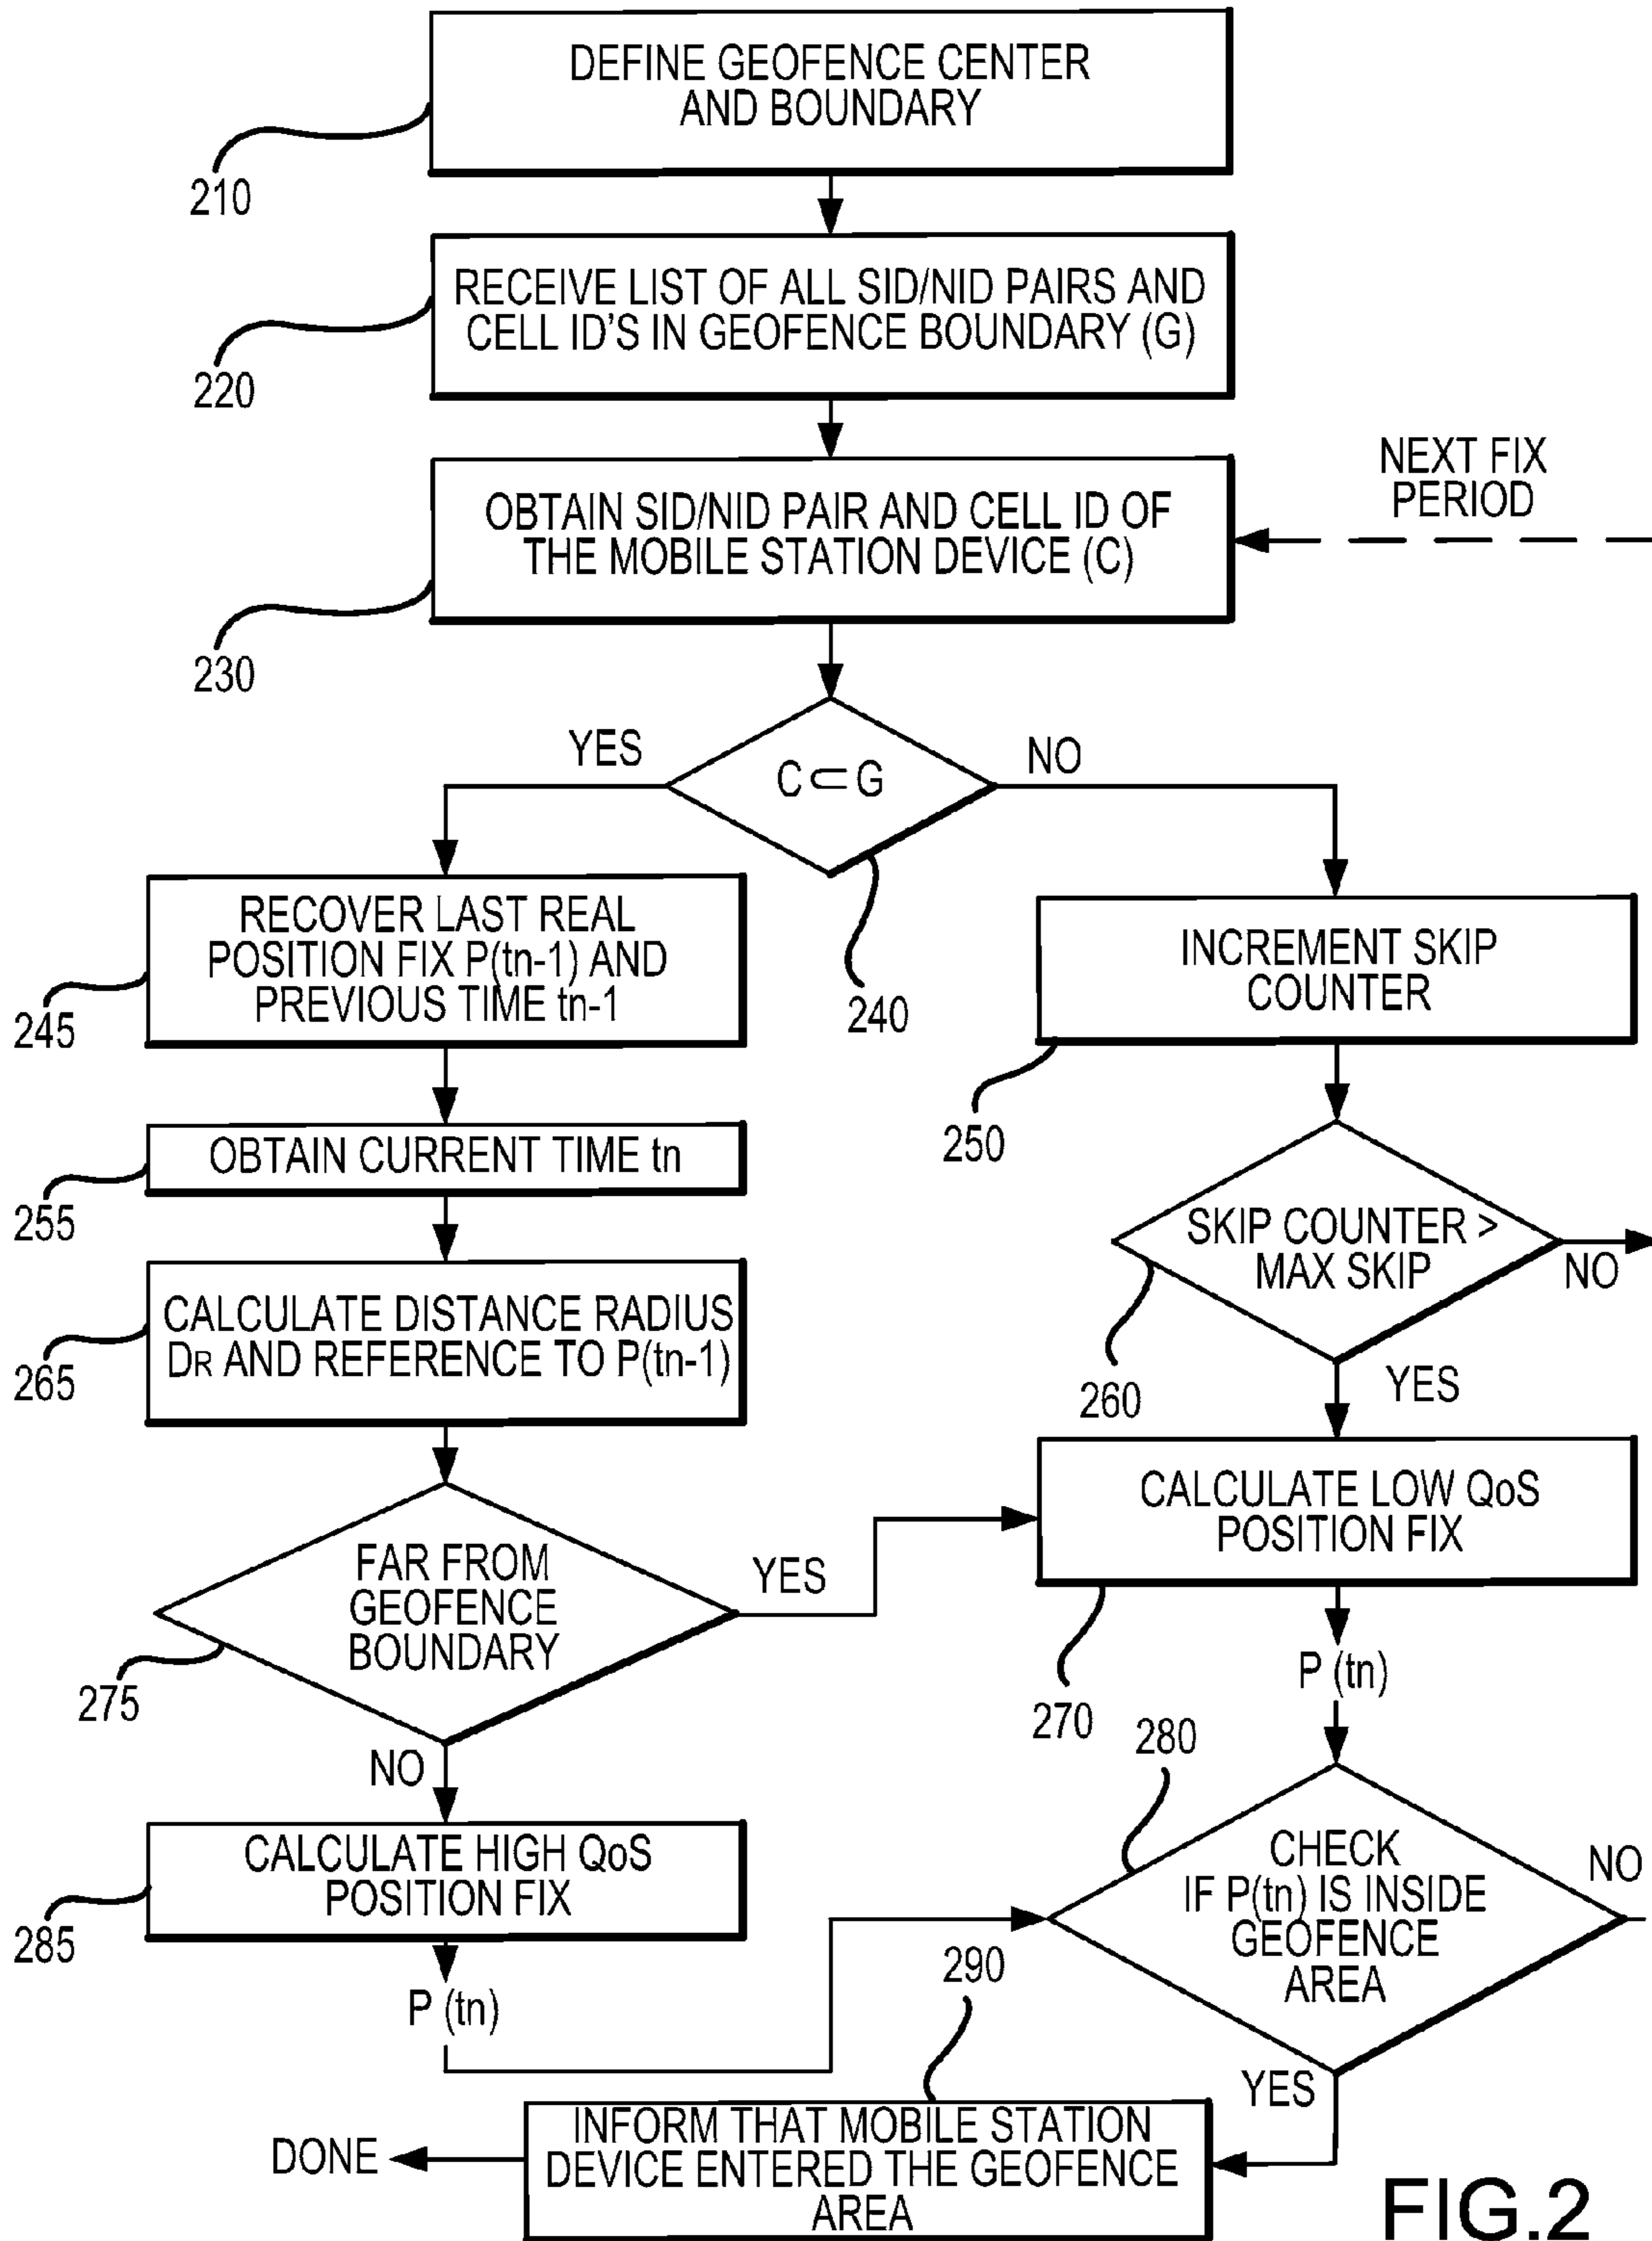 DEFINE GEOFENCE CENTER
AND BOUNDARY
210
RECEIVE LIST OF ALL SID/NID PAIRS AND
CELL ID'S IN GEOFENCE BOUNDARY (G)
220
NEXT FIX
PERIOD
OBTAIN SID/NID PAIR AND CELL ID OF
THE MOBILE STATION DEVICE (C)
230
YES
NO
C ⊂ G
240
RECOVER LAST REAL
POSITION FIX P(tn-1) AND
PREVIOUS TIME tn-1
245
INCREMENT SKIP
COUNTER
250
OBTAIN CURRENT TIME tn
255
SKIP COUNTER >
MAX SKIP
NO
260
YES
CALCULATE DISTANCE RADIUS
DR AND REFERENCE TO P(tn-1)
265
FAR FROM
GEOFENCE
BOUNDARY
YES
275
NO
CALCULATE LOW QoS
POSITION FIX
270
P (tn)
280
CALCULATE HIGH QoS
POSITION FIX
285
P (tn)
CHECK
IF P(tn) IS INSIDE
GEOFENCE
AREA
NO
YES
290
INFORM THAT MOBILE STATION
DEVICE ENTERED THE GEOFENCE
AREA
DONE
FIG.2